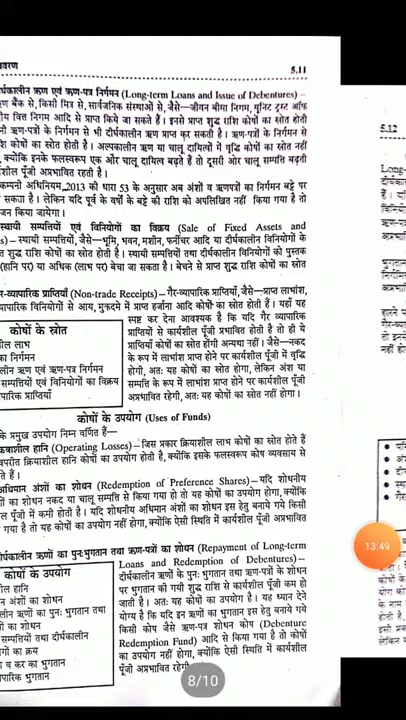 वरण 5.11
र्घकालीन ऋण एवं ऋण-पत्र निर्गमन (Long-term Loans and Issue of Debentures) –
ण बैंक से, किसी मित्र से, सार्वजनिक संस्थाओं से, जैसे—जीवन बीमा निगम, यूनिट ट्रस्ट ऑफ
ीय वित्त निगम आदि से प्राप्त किये जा सकते हैं। इनसे प्राप्त शुद्ध राशि कोषों का स्रोत होती
नी ऋण-पत्रों के निर्गमन से भी दीर्घकालीन ऋण प्राप्त कर सकती है। ऋण-पत्रों के निर्गमन से
शि कोषों का स्रोत होती है। अल्पकालीन ऋण या चालू दायित्वों में वृद्धि कोषों का स्रोत नहीं
, क्योंकि इनके फलस्वरूप एक ओर चालू दायित्व बढ़ते हैं तो दूसरी ओर चालू सम्पत्ति बढ़ती
र्यशील पूंजी अप्रभावित रहती है।
कम्पनी अधिनियम, 2013 की धारा 53 के अनुसार अब अंशों व ऋणपत्रों का निर्गमन बट्टे पर
सकता है। लेकिन यदि पूर्व के वर्षों के बट्टे की राशि को अपलिखित नहीं किया गया हो तो
जन किया जायेगा।
स्थायी सम्पत्तियों एवं विनियोगों का विक्रय (Sale of Fixed Assets and
s) – स्थायी सम्पत्तियों, जैसे—भूमि, भवन, मशीन, फर्नीचर आदि या दीर्घकालीन विनियोगों के
त शुद्ध राशि कोषों का स्रोत होती है। स्थायी सम्पत्तियों तथा दीर्घकालीन विनियोगों को पुस्तक
(हानि पर) या अधिक (लाभ पर) बेचा जा सकता है। बेचने से प्राप्त शुद्ध राशि कोषों का स्रोत
र-व्यापारिक प्राप्तियाँ (Non-trade Receipts) – गैर-व्यापारिक प्राप्तियाँ, जैसे—प्राप्त लाभांश,
यापारिक विनियोगों से आय, मुकदमे में प्राप्त हर्जाना आदि कोषों का स्रोत होती हैं। यहाँ यह
स्पष्ट कर देना आवश्यक है कि यदि गैर व्यापारिक
प्राप्तियों से कार्यशील पूँजी प्रभावित होती है तो ही ये
प्राप्तियाँ कोषों का स्रोत होंगी अन्यथा नहीं। जैसे—नकद
के रूप में लाभांश प्राप्त होने पर कार्यशील पूँजी में वृद्धि
होगी, अतः यह कोषों का स्रोत होगा, लेकिन अंश या
सम्पत्ति के रूप में लाभांश प्राप्त होने पर कार्यशील पूँजी
अप्रभावित रहेगी, अतः यह कोषों का स्रोत नहीं होगा।
कोषों के स्रोत
ील लाभ
का निर्गमन
लीन ऋण एवं ऋण-पत्र निर्गमन
सम्पत्तियों एवं विनियोगों का विक्रय
पारिक प्राप्तियाँ
कोषों के उपयोग (Uses of Funds)
के प्रमुख उपयोग निम्न वर्णित हैं—
हानि (Operating Losses) – जिस प्रकार क्रियाशील लाभ कोषों का स्रोत होते हैं
वपरीत क्रियाशील हानि कोषों का उपयोग होती है, क्योंकि इसके फलस्वरूप कोष व्यवसाय से
ते हैं।
अधिमान अंशों का शोधन (Redemption of Preference Shares) – यदि शोधनीय
शों का शोधन नकद या चालू सम्पत्ति से किया गया हो तो यह कोषों का उपयोग होगा, क्योंकि
ल पूँजी में कमी होती है। यदि शोधनीय अधिमान अंशों का शोधन इस हेतु बनाये गये किसी
गया है तो यह कोषों का उपयोग नहीं होगा, क्योंकि ऐसी स्थिति में कार्यशील पूँजी अप्रभावित
र्घकालीन ऋणों का पुनःभुगतान तथा ऋण-पत्रों का शोधन (Repayment of Long-term
Loans and Redemption of Debentures) –
दीर्घकालीन ऋणों के पुनः भुगतान तथा ऋण-पत्रों के शोधन
पर भुगतान की गयी शुद्ध राशि से कार्यशील पूँजी कम हो
जाती है। अतः यह कोषों का उपयोग है। यह ध्यान देने
योग्य है कि यदि इन ऋणों का भुगतान इस हेतु बनाये गये
किसी कोष जैसे ऋण-पत्र शोधन कोष (Debenture
Redemption Fund) आदि से किया गया है तो कोषों
का उपयोग नहीं होगा, क्योंकि ऐसी स्थिति में कार्यशील
पूँजी अप्रभावित रहेगी
कोषों के उपयोग
ील हानि
न अंशों का शोधन
लीन ऋणों का पुनः भुगतान तथा
ों का शोधन
सम्पत्तियों तथा दीर्घकालीन
गों का क्रय
व कर का भुगतान
पारिक भुगतान
8/10
5.12
Long-
13:49